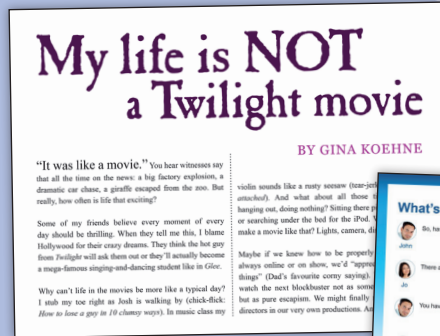 My life is NOT
a Twilight movie
BY GINA KOEHNE
“It was like a movie.” You hear witnesses say
that all the time on the news: a big factory explosion, a
dramatic car chase, a giraffe escaped from the zoo. But
really, how often is life that exciting?
Some of my friends believe every moment of every
day should be thrilling. When they tell me this, I blame
Hollywood for their crazy dreams. They think the hot guy
from Twilight will ask them out or they'll actually become
a mega-famous singing-and-dancing student like in Glee.
Why can't life in the movies be more like a typical day?
I stub my toe right as Josh is walking by (chick-flick:
How to lose a guy in 10 clumsy ways). In music class my
violin sounds like a rusty seesaw (tear-jerk
attached). And what about all those t
hanging out, doing nothing? Sitting there p
or searching under the bed for the iPod. W
make a movie like that? Lights, camera, di
Maybe if we knew how to be properly
always online or on show, we'd “appre
things” (Dad's favourite corny saying).
watch the next blockbuster not as some
but as pure escapism. We might finally
directors in our very own productions. An
What's
So, ha
John
There a
Jo
You hav